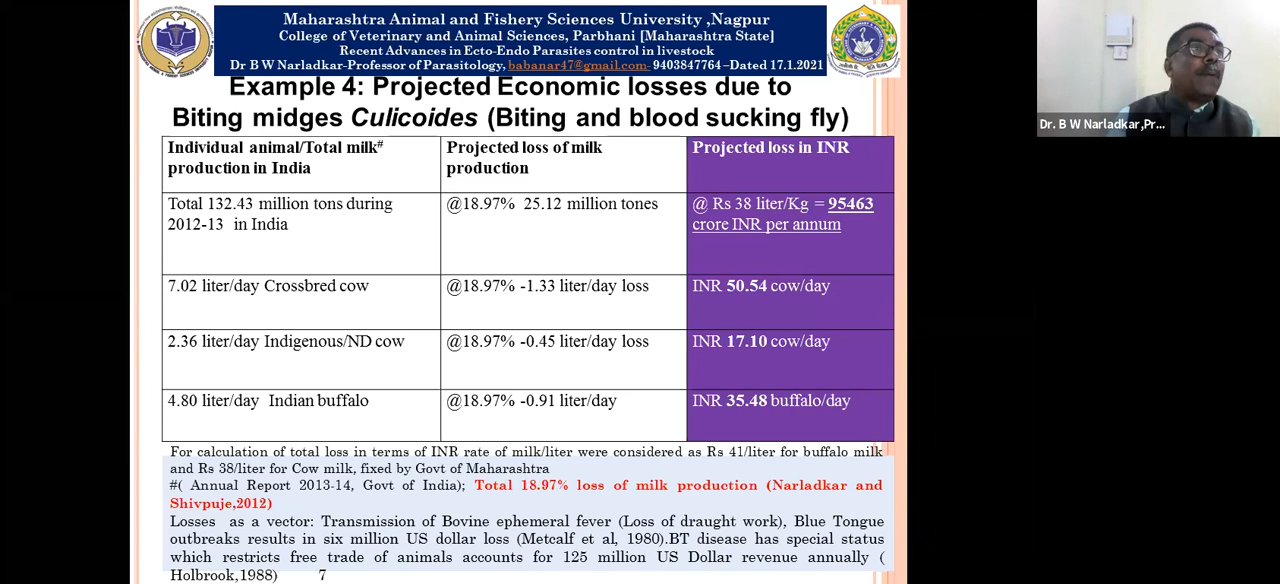 Maharashtra Animal and Fishery Sciences University ,Nagpur
College of Veterinary and Animal Sciences, Parbhani [Maharashtra State]
Recent Advances in Ecto-Endo Parasites control in livestock
Dr B W Narladkar-Professor of Parasitology, babanar47@gmail.com- 9403847764 –Dated 17.1.2021
Example 4: Projected Economic losses due to
Biting midges Culicoides (Biting and blood sucking fly)
Individual animal/Total milk# production in India
Projected loss of milk production
Projected loss in INR
Total 132.43 million tons during 2012-13 in India
@18.97% 25.12 million tones
@ Rs 38 liter/Kg = 95463 crore INR per annum
7.02 liter/day Crossbred cow
@18.97% -1.33 liter/day loss
INR 50.54 cow/day
2.36 liter/day Indigenous/ND cow
@18.97% -0.45 liter/day loss
INR 17.10 cow/day
4.80 liter/day Indian buffalo
@18.97% -0.91 liter/day
INR 35.48 buffalo/day
For calculation of total loss in terms of INR rate of milk/liter were considered as Rs 41/liter for buffalo milk
and Rs 38/liter for Cow milk, fixed by Govt of Maharashtra
#( Annual Report 2013-14, Govt of India); Total 18.97% loss of milk production (Narladkar and
Shivpuje,2012)
Losses as a vector: Transmission of Bovine ephemeral fever (Loss of draught work), Blue Tongue
outbreaks results in six million US dollar loss (Metcalf et al, 1980).BT disease has special status
which restricts free trade of animals accounts for 125 million US Dollar revenue annually (
Holbrook,1988) 7
Dr. B W Narladkar,Pr...